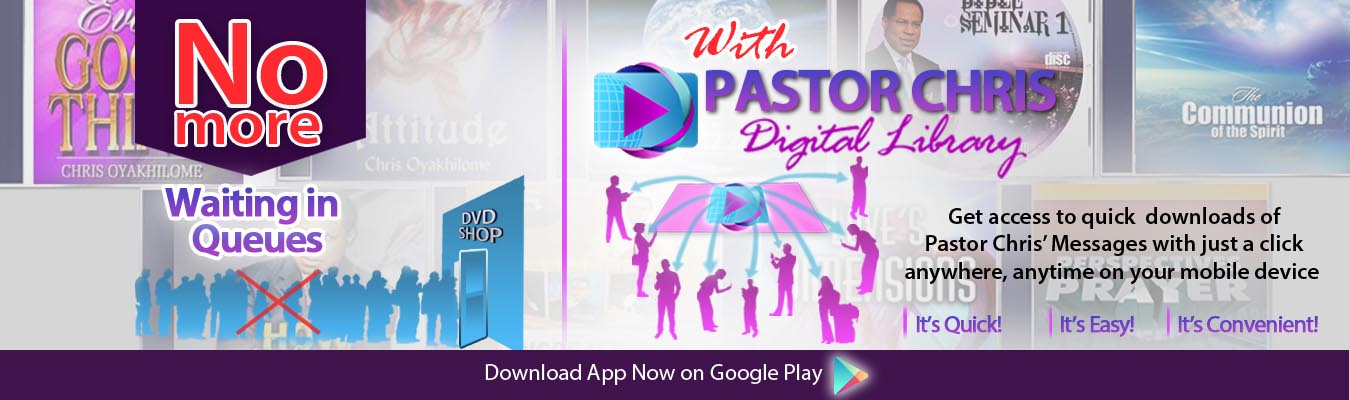 No
more
Waiting in
Queues
DVD
SHOP
With
PASTOR CHRIS
Digital Library
Get access to quick downloads of
Pastor Chris' Messages with just a click
anywhere, anytime on your mobile device
It's Quick!
It's Easy!
It's Convenient!
Download App Now on Google Play
CHRIS OYAKHILOME
Attitude
Chris Oyakhilome
BIBLE
SEMINAR 1
disc
The
Communion
of the Spirit
PERSPECTIVES
PRAYER